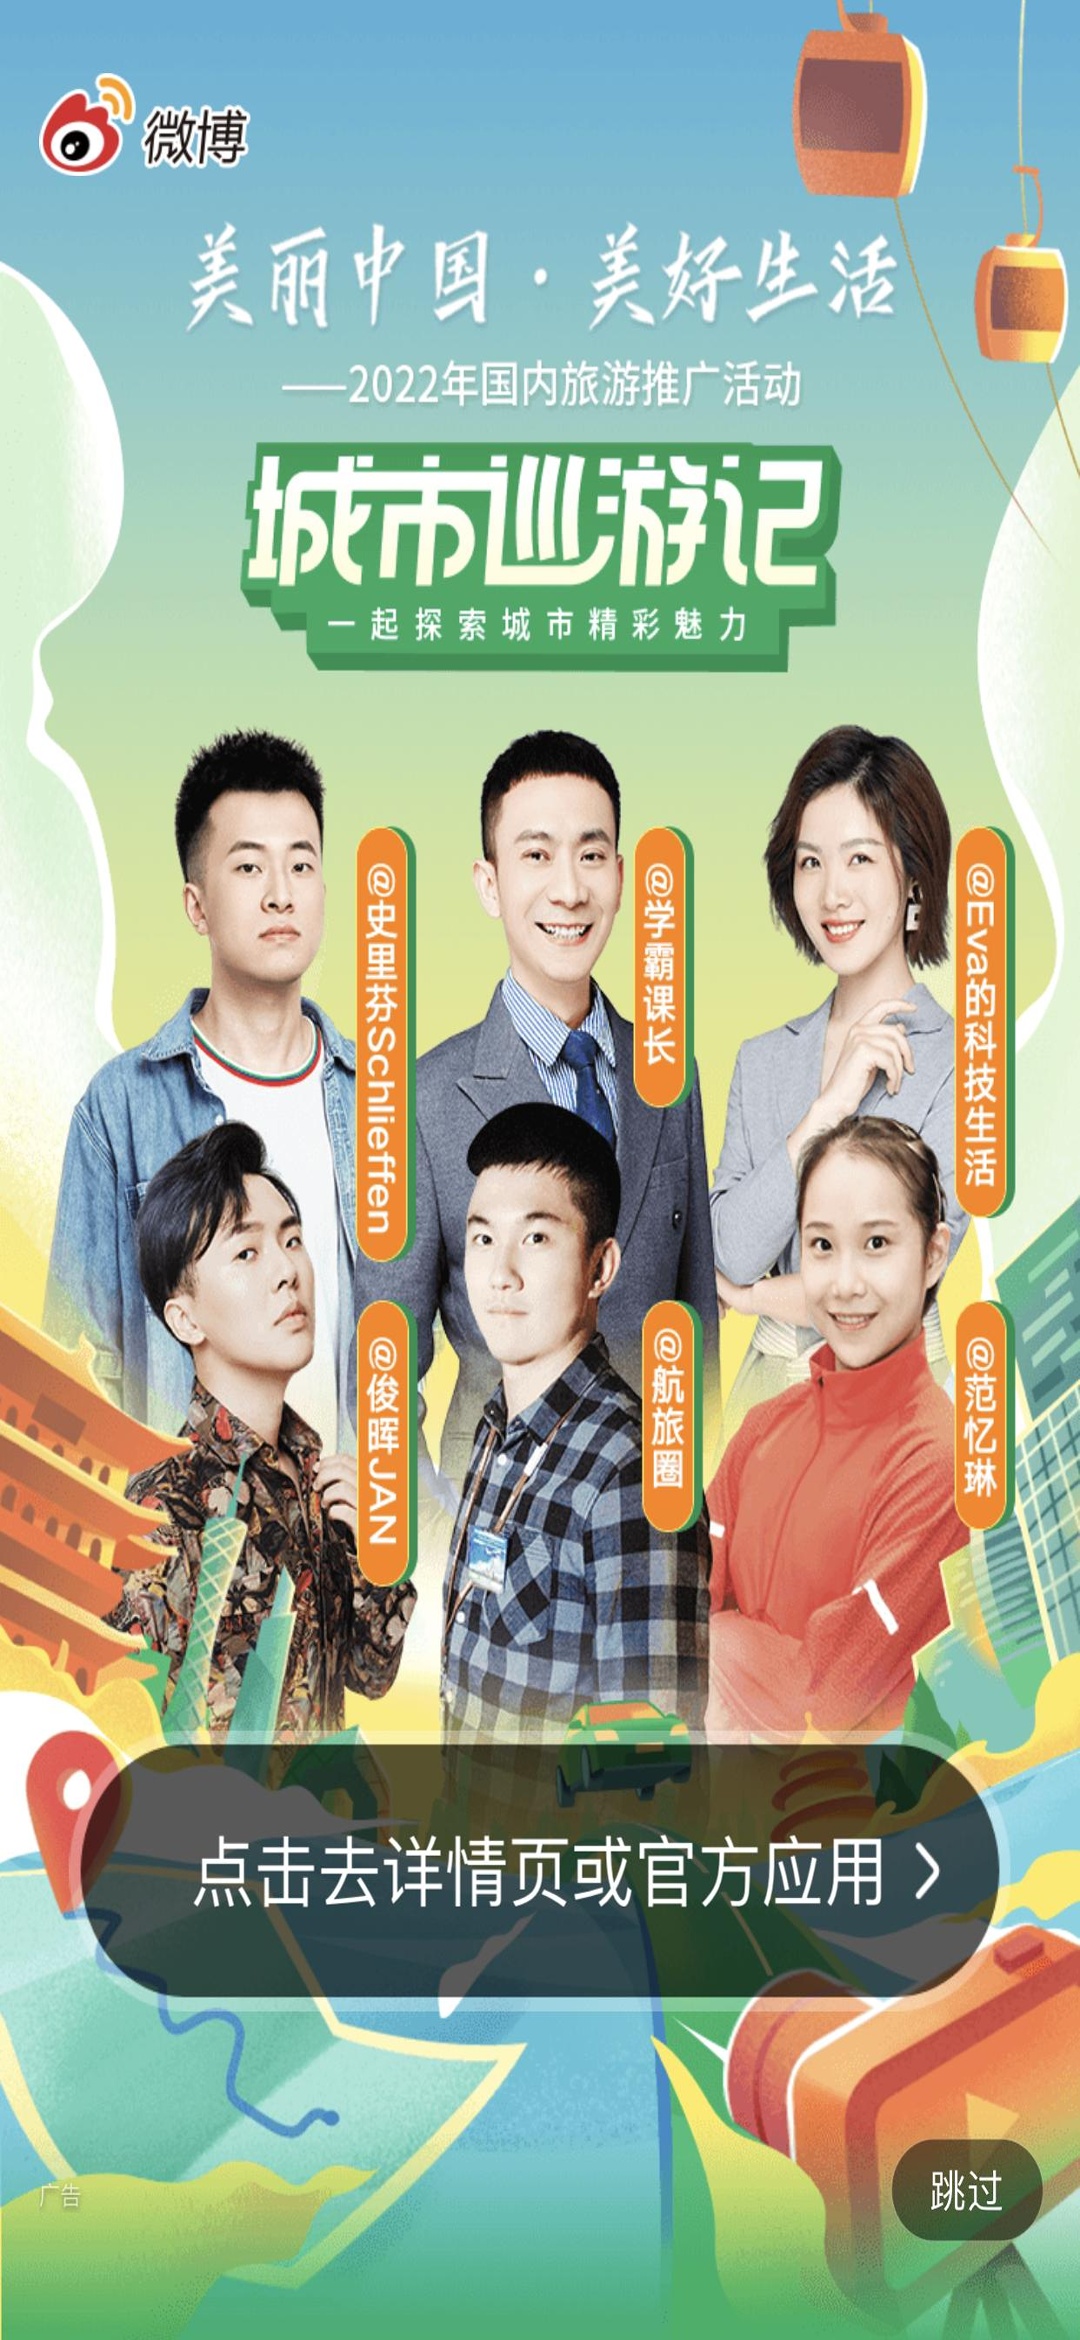 微博
美丽中国·美好生活
——2022年国内旅游推广活动
城市巡游记
一起探索城市精彩魅力
@史里芬Schlieffen
@学霸课长
@Eva的科技生活
@俊晖JAN
@航旅圈
@范忆琳
点击去详情页或官方应用
广告
跳过